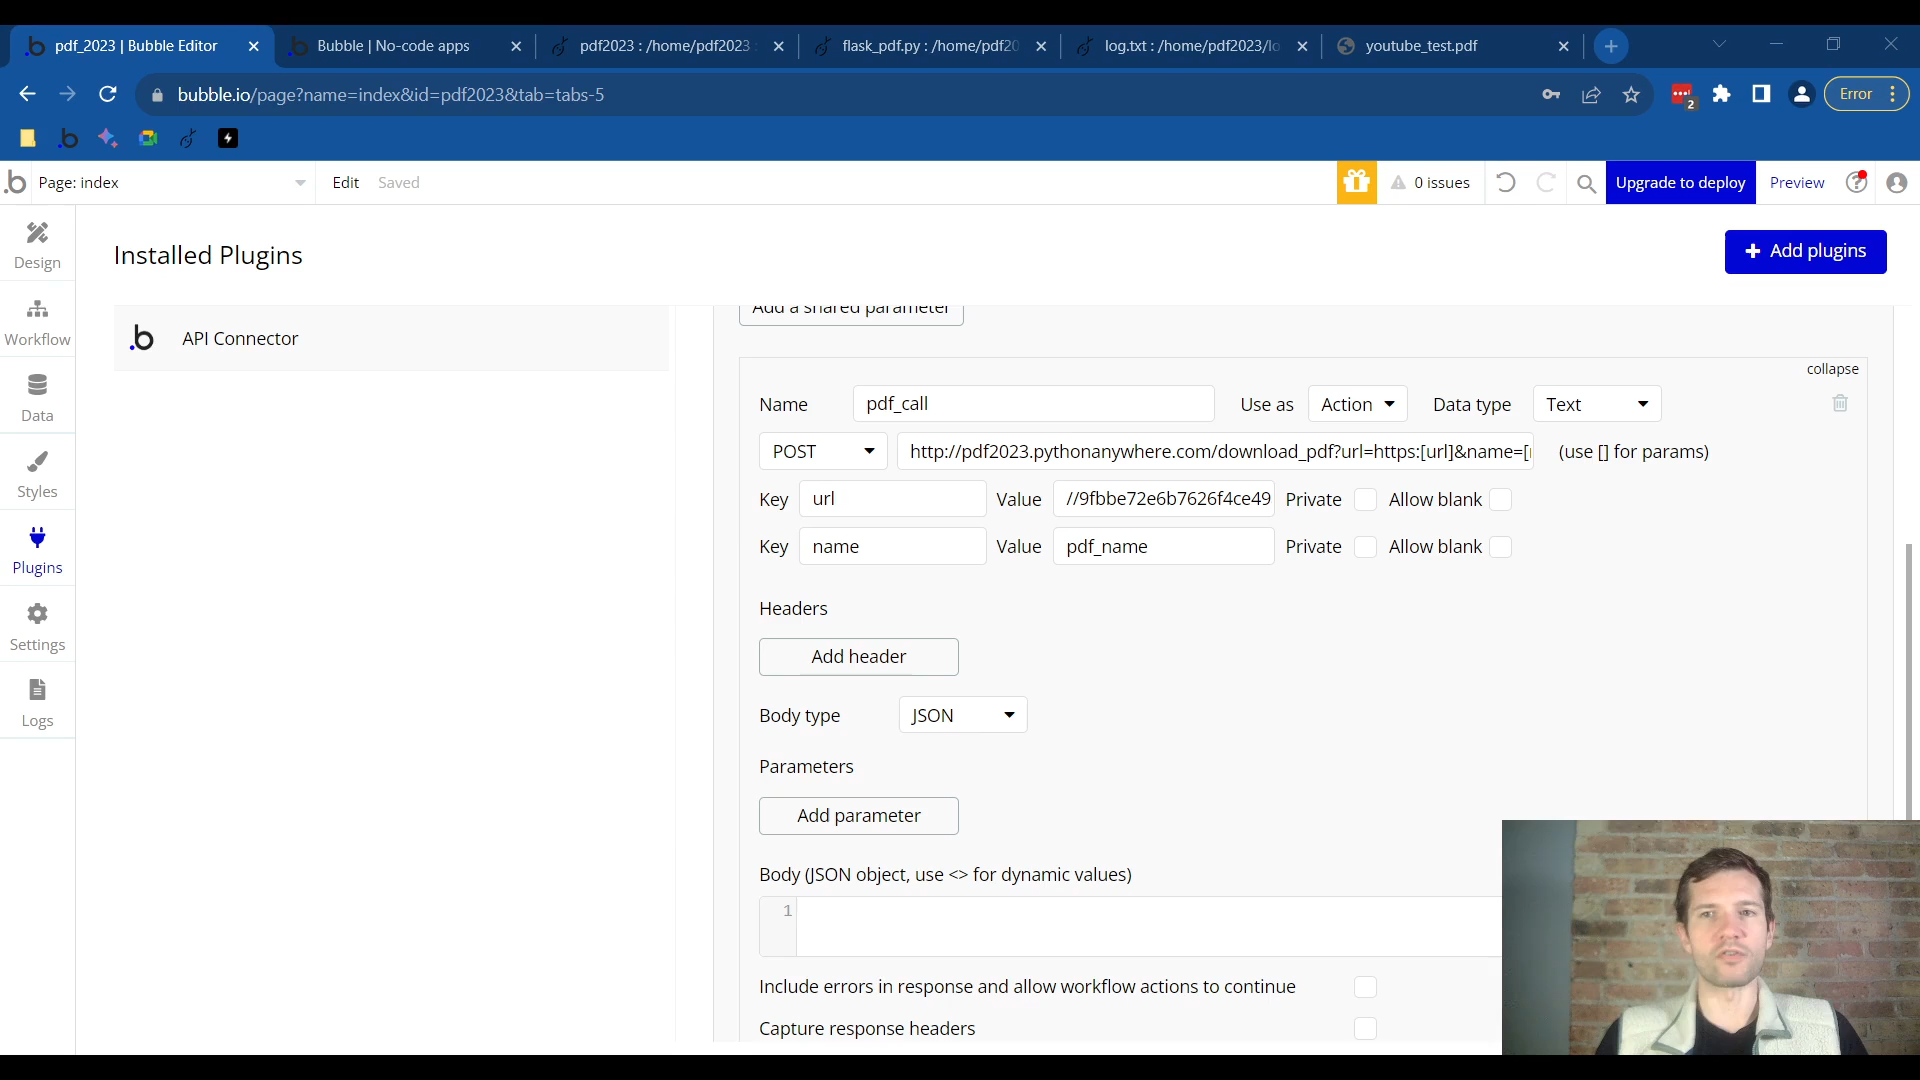 pdf_2023 | Bubble Editor
Bubble | No-code apps
pdf2023 : /home/pdf2023
flask_pdf.py : /home/pdf20
log.txt : /home/pdf2023/lo
youtube_test.pdf
bubble.io/page?name=index&id=pdf2023&tab=tabs-5
2
Error
Page: index
Edit
Saved
0 issues
Upgrade to deploy
Preview
Design
Workflow
Data
Styles
Plugins
Settings
Logs
Installed Plugins
+ Add plugins
API Connector
Add a shared parameter
collapse
Name pdf_call Use as Action Data type Text
POST http://pdf2023.pythonanywhere.com/download_pdf?url=https:[url]&name=[ (use [] for params)
Key url Value //9fbbe72e6b7626f4ce49 Private Allow blank
Key name Value pdf_name Private Allow blank
Headers
Add header
Body type JSON
Parameters
Add parameter
Body (JSON object, use <> for dynamic values)
1
Include errors in response and allow workflow actions to continue
Capture response headers